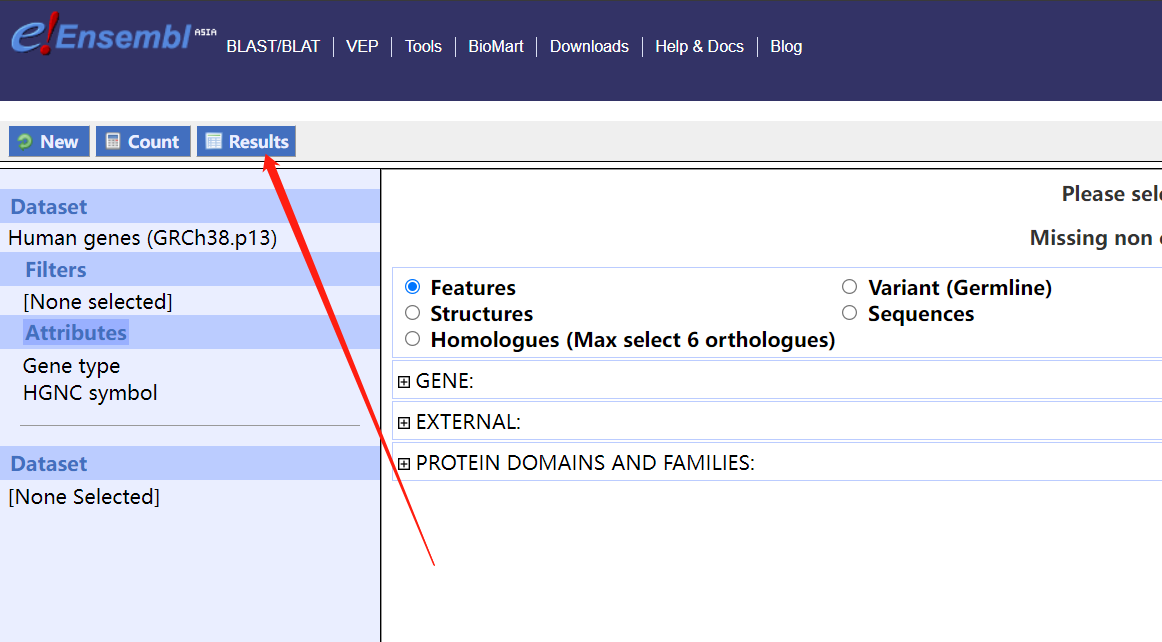 e!Ensembl ASIA
BLAST/BLAT VEP Tools BioMart Downloads Help & Docs Blog
New Count Results
Dataset
Human genes (GRCh38.p13)
Filters
[None selected]
Attributes
Gene type
HGNC symbol
Dataset
[None Selected]
Please
Missing non
Features
Variant (Germline)
Structures
Sequences
Homologues (Max select 6 orthologues)
GENE:
EXTERNAL:
PROTEIN DOMAINS AND FAMILIES: